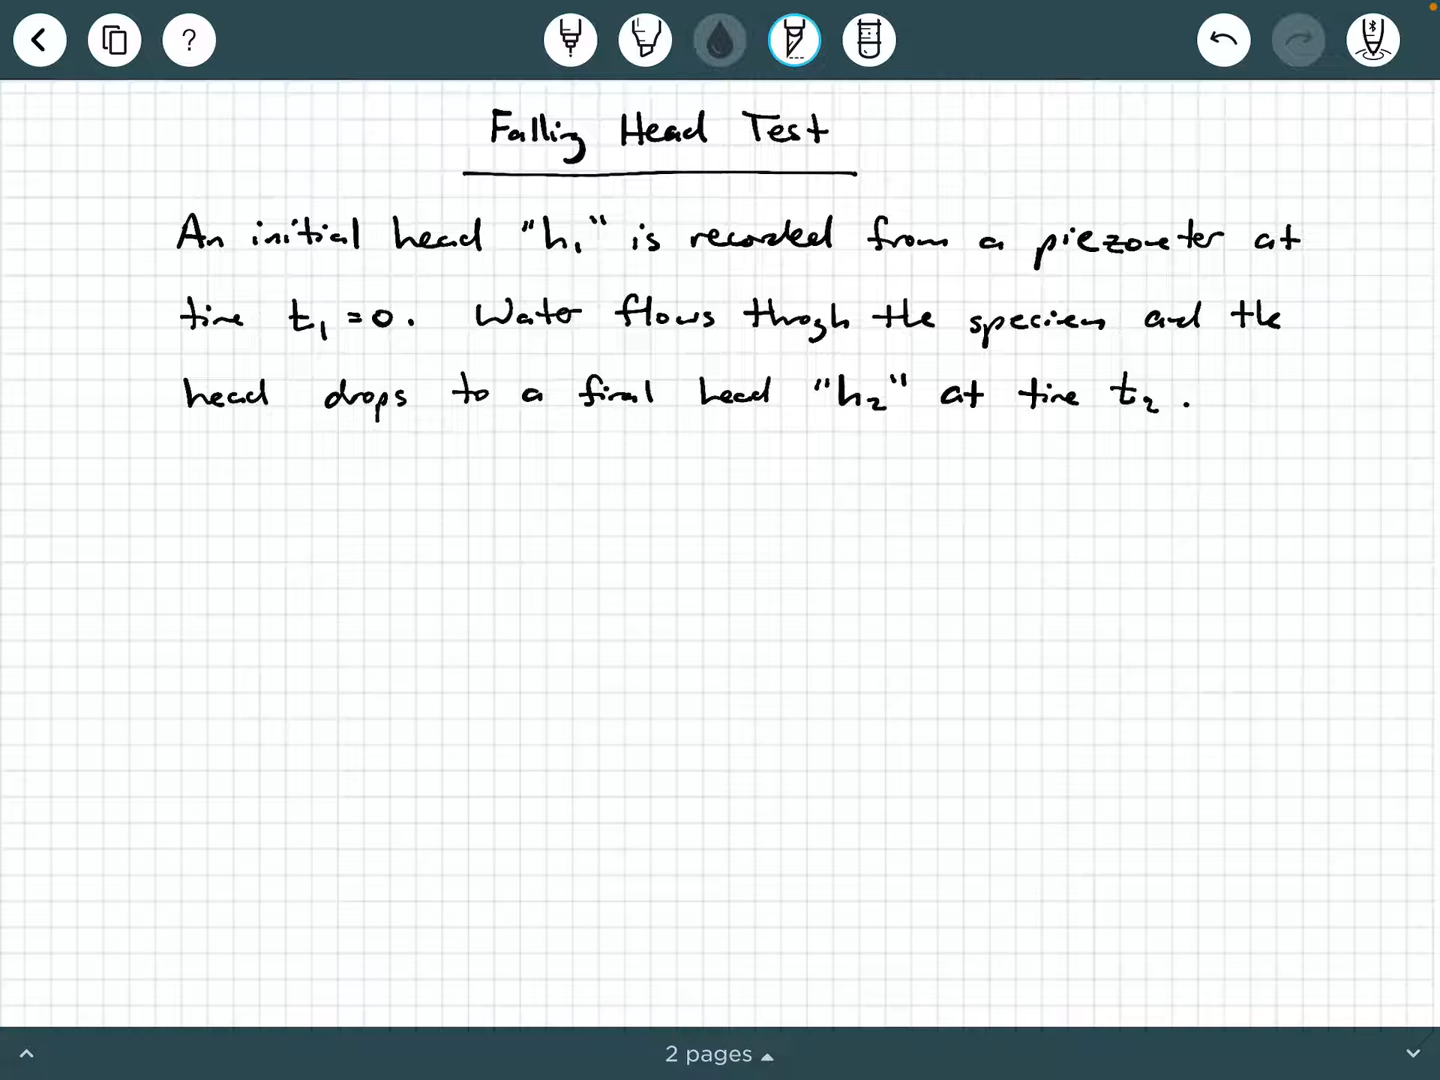 ?
Falling Head Test
An initial head "h₁" is recorded from a piezometer at
time t₁ = 0. Water flows through the specimen and the
head drops to a final head "h₂" at time t₂.
2 pages